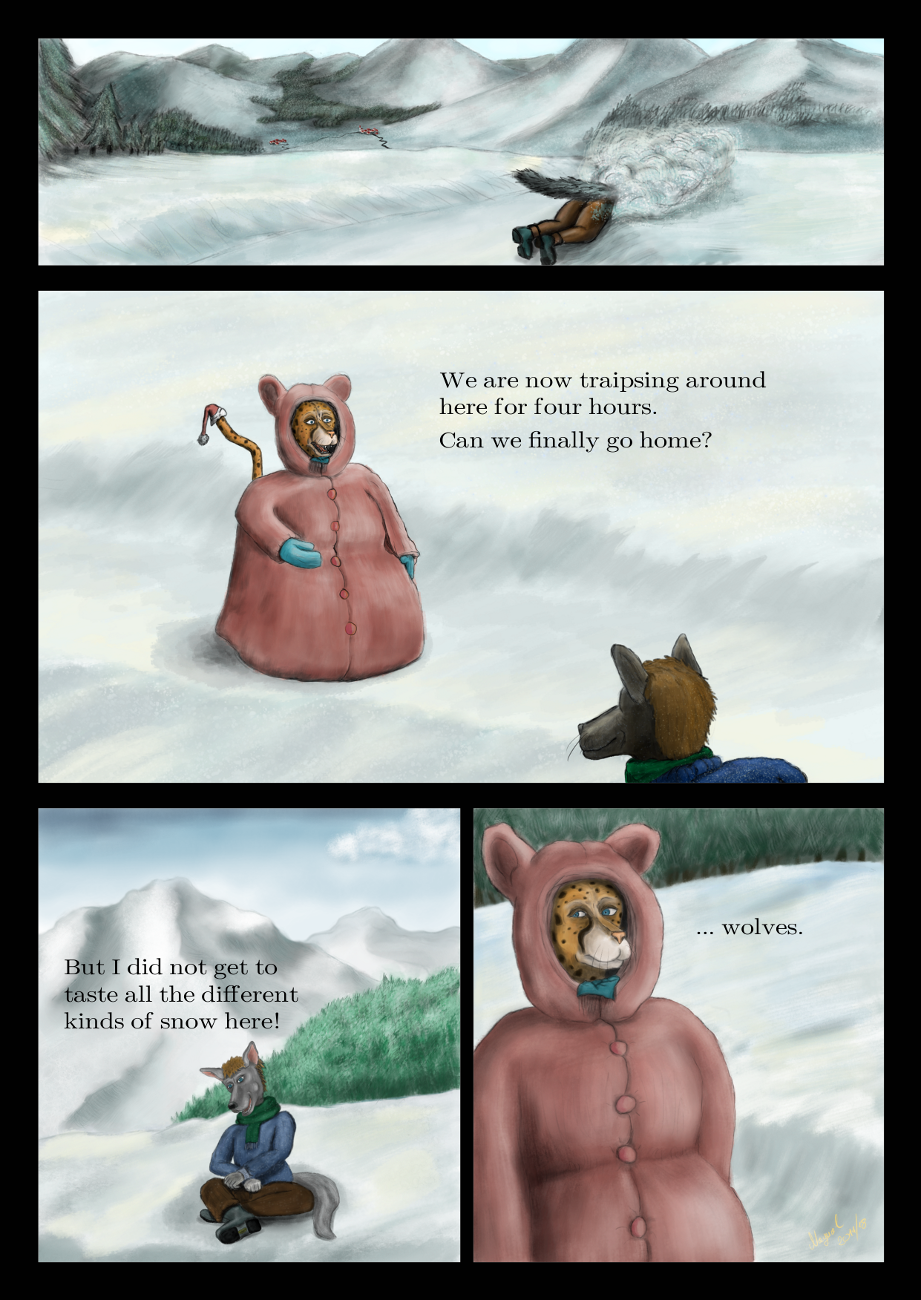 We are now traipsing around
here for four hours.
Can we finally go home?
But I did not get to
taste all the different
kinds of snow here!
... wolves.